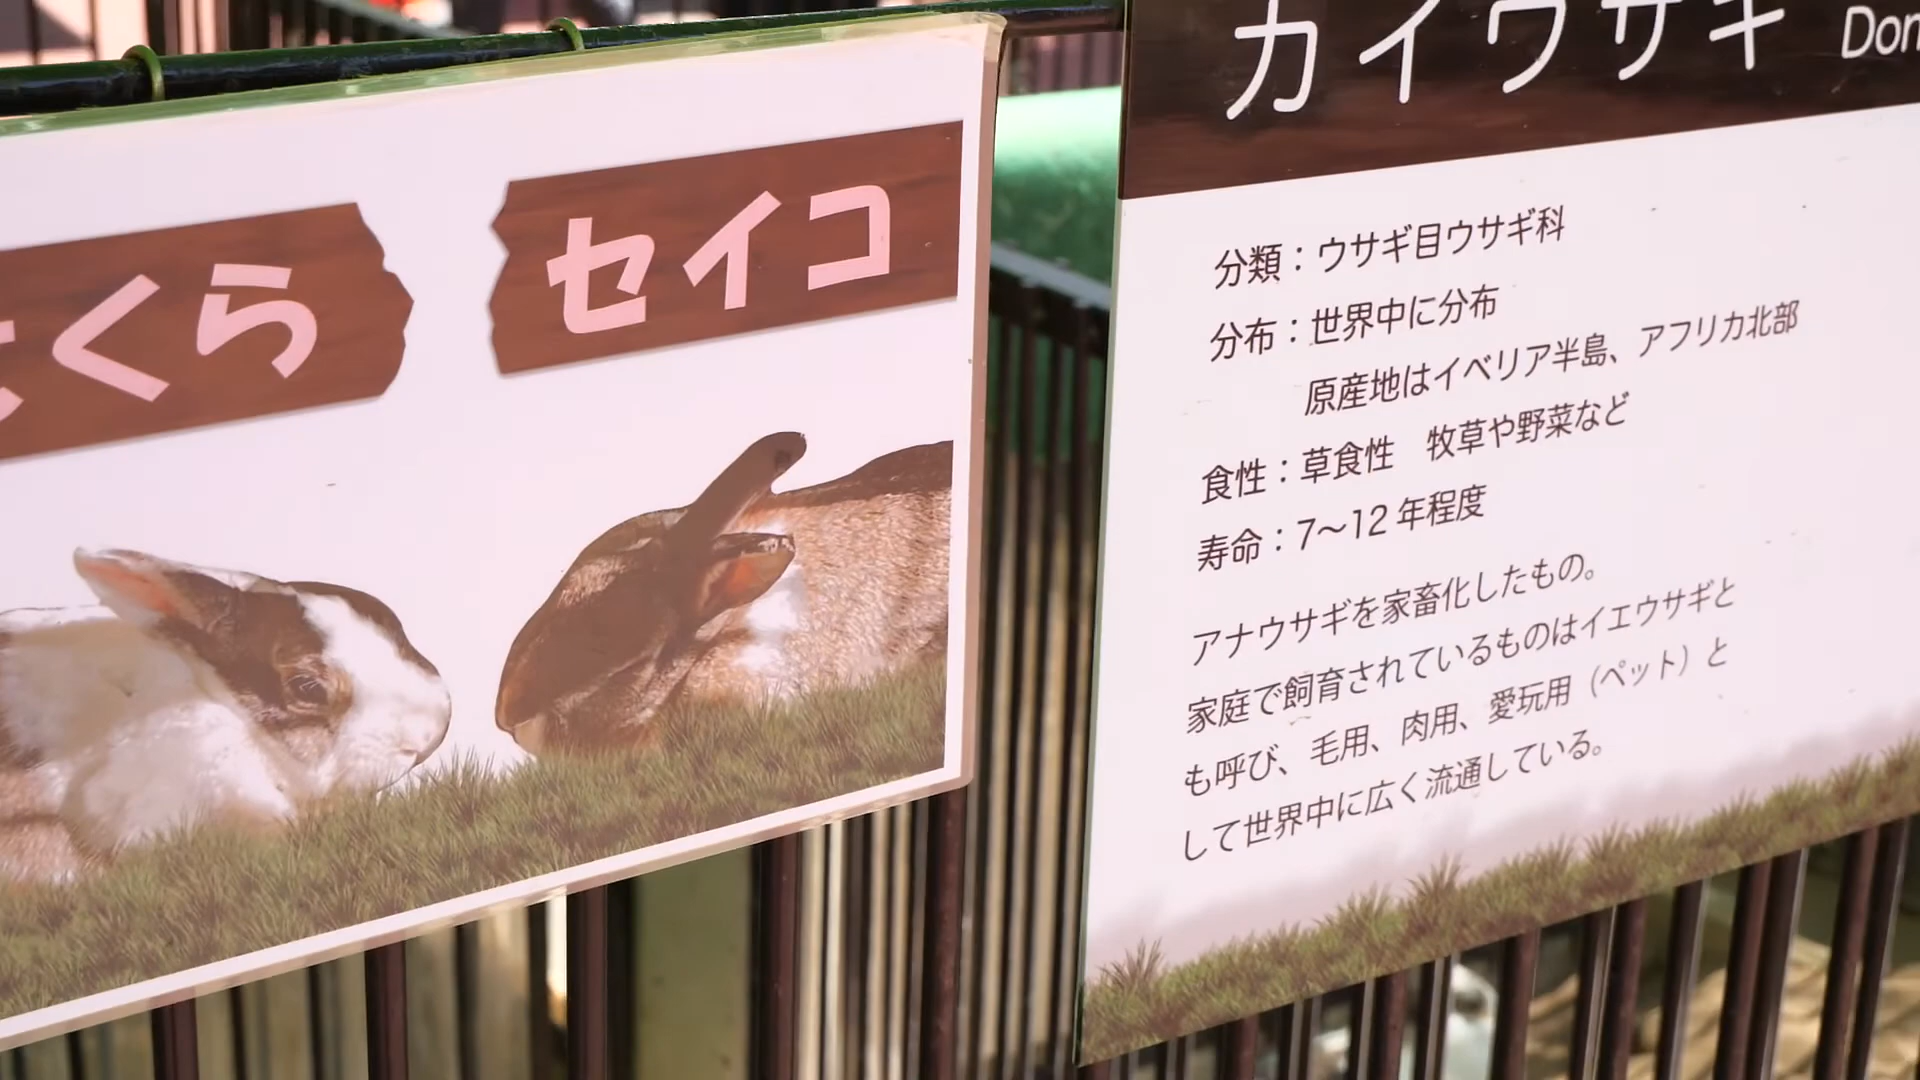 くら
セイコ
カイウサギ Don
分類：ウサギ目ウサギ科
分布：世界中に分布
原産地はイベリア半島、アフリカ北部
食性：草食性　牧草や野菜など
寿命：7〜12 年程度
アナウサギを家畜化したもの。
家庭で飼育されているものはイエウサギと
も呼び、毛用、肉用、愛玩用（ペット）と
して世界中に広く流通している。